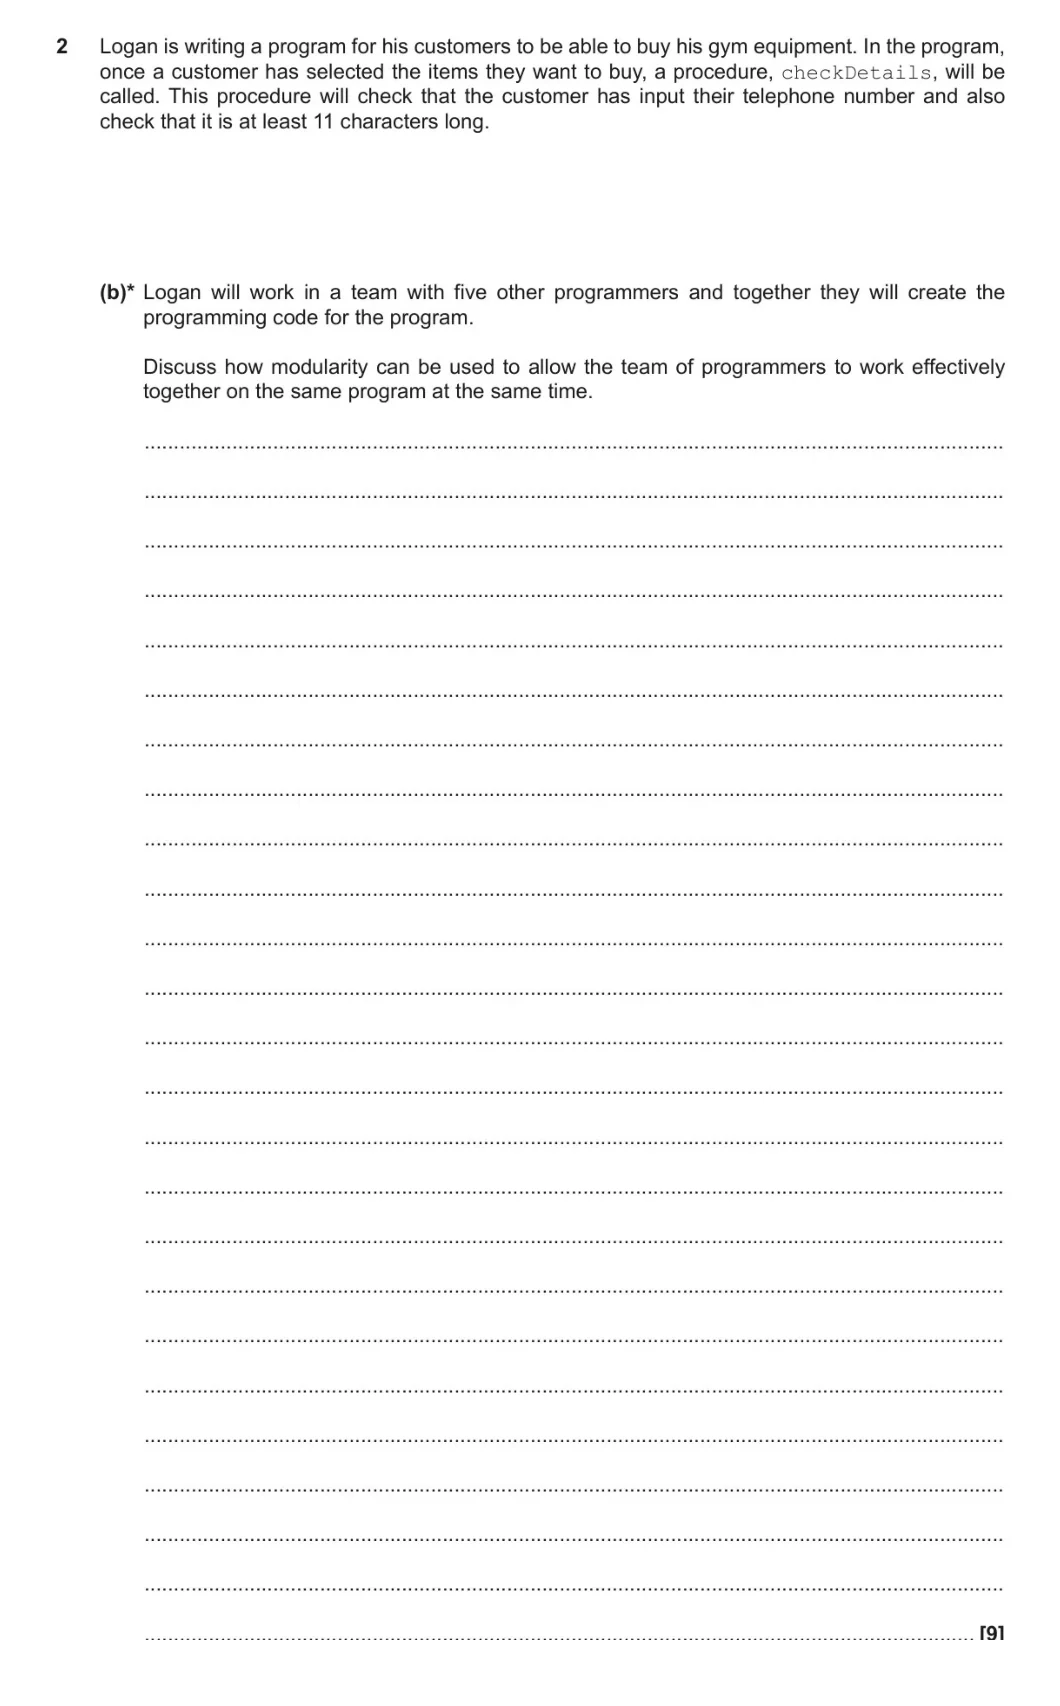 2 Logan is writing a program for his customers to be able to buy his gym equipment. In the program,
once a customer has selected the items they want to buy, a procedure, checkDetails, will be
called. This procedure will check that the customer has input their telephone number and also
check that it is at least 11 characters long.
(b)* Logan will work in a team with five other programmers and together they will create the
programming code for the program.
Discuss how modularity can be used to allow the team of programmers to work effectively
together on the same program at the same time.
[9]